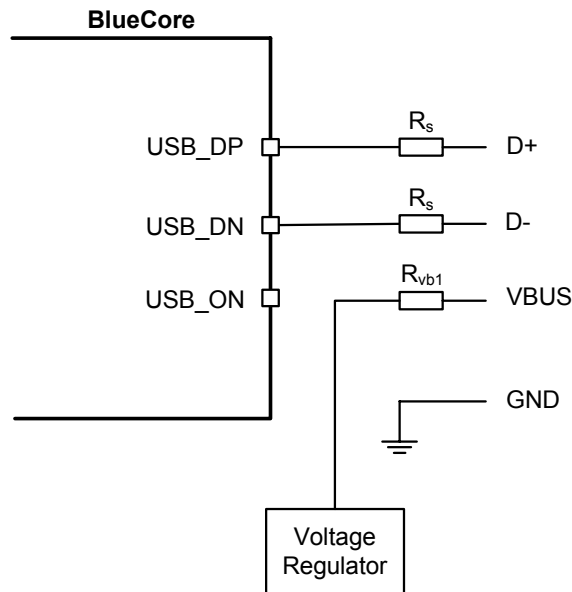 BlueCore
USB_DP
Rs
D+
USB_DN
Rs
D-
USB_ON
Rvb1
VBUS
GND
Voltage
Regulator